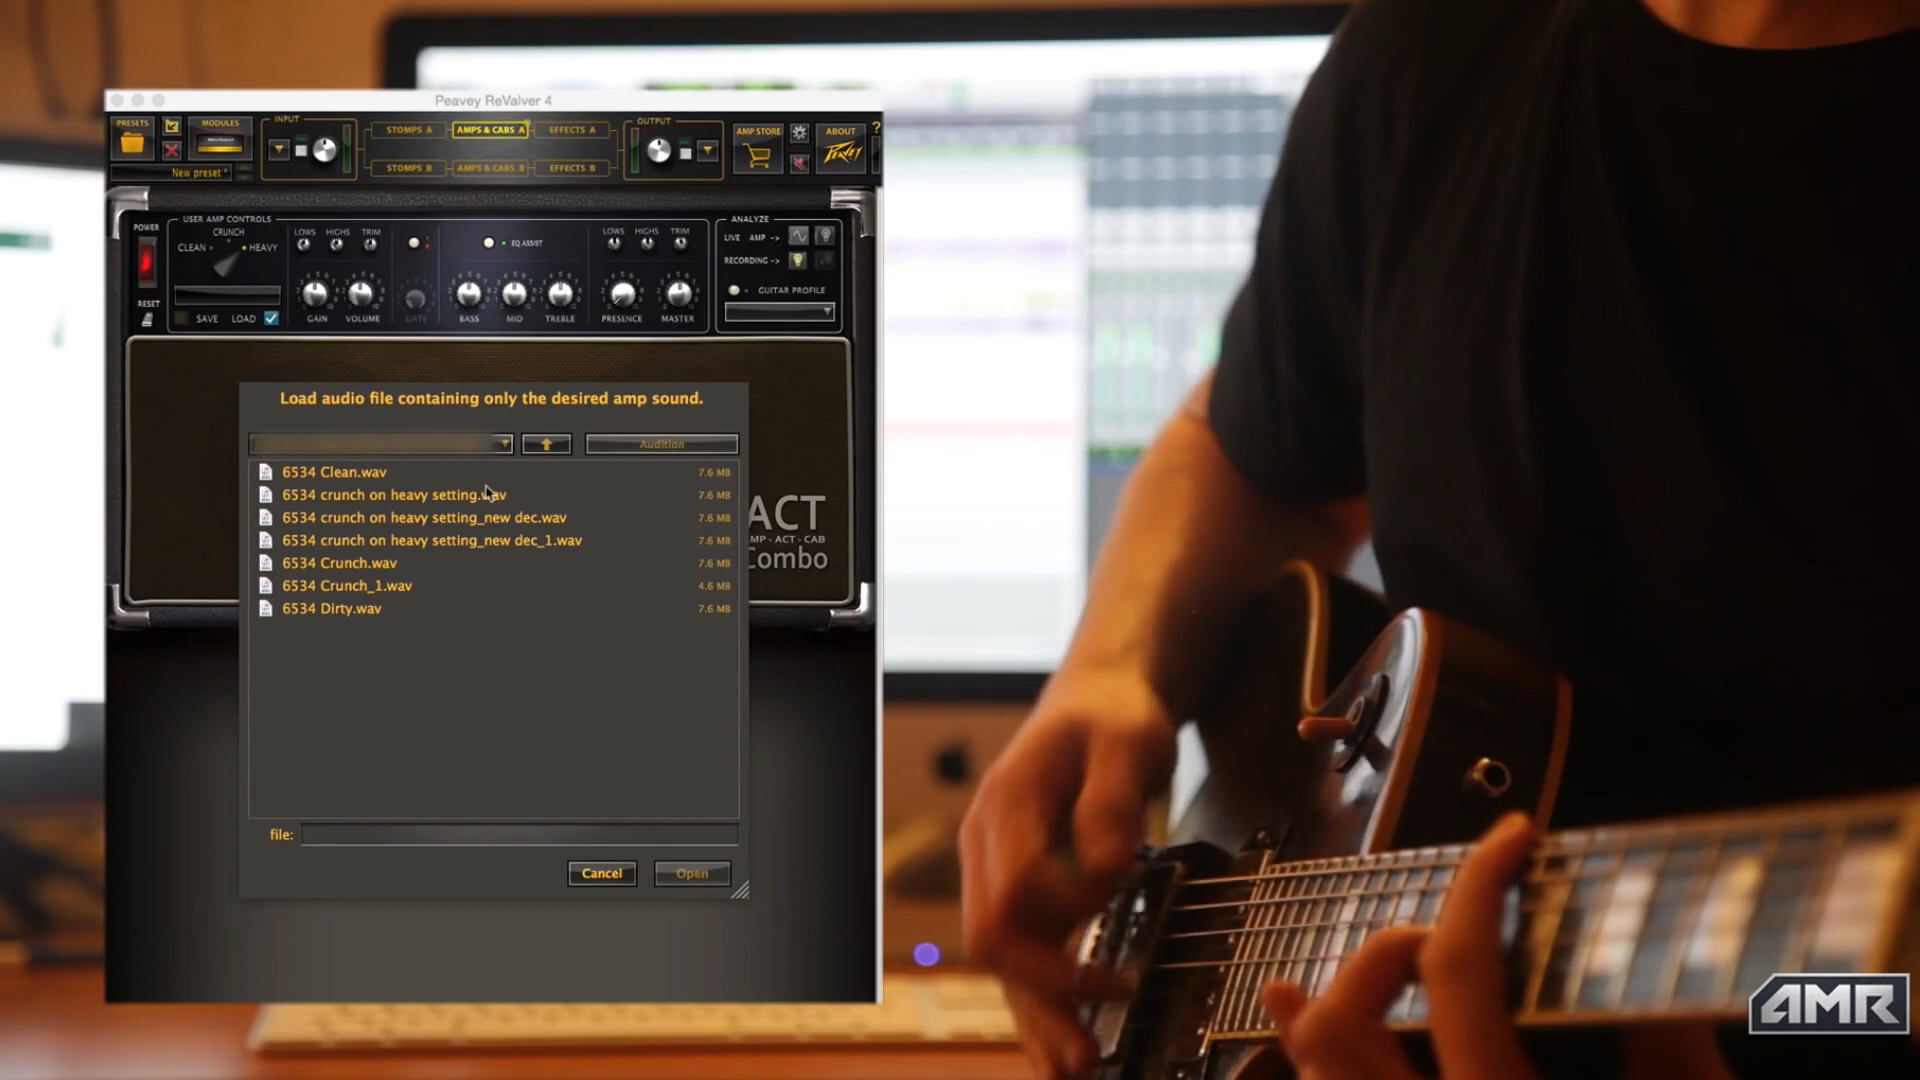 Peavey ReValver 4
PRESETS
MODULES
INPUT
STOMPS A
AMPS & CABS A
EFFECTS A
OUTPUT
AMP STORE
ABOUT
?
PEAVEY
New preset *
STOMPS B
AMPS & CABS B
EFFECTS B
POWER
USER AMP CONTROLS
CRUNCH
CLEAN
HEAVY
LOWS HIGHS TRIM
EQ ASSIST
LOWS HIGHS TRIM
ANALYZE
LIVE AMP ->
RECORDING ->
GUITAR PROFILE
RESET
SAVE LOAD
GAIN VOLUME GATE BASS MID TREBLE PRESENCE MASTER
Load audio file containing only the desired amp sound.
Audition
6534 Clean.wav 7.6 MB
6534 crunch on heavy setting.wav 7.6 MB
6534 crunch on heavy setting_new dec.wav 7.6 MB
6534 crunch on heavy setting_new dec_1.wav 7.6 MB
6534 Crunch.wav 7.6 MB
6534 Crunch_1.wav 4.6 MB
6534 Dirty.wav 7.6 MB
ACT
MP - ACT - CAB
Combo
file:
Cancel
Open
AMR